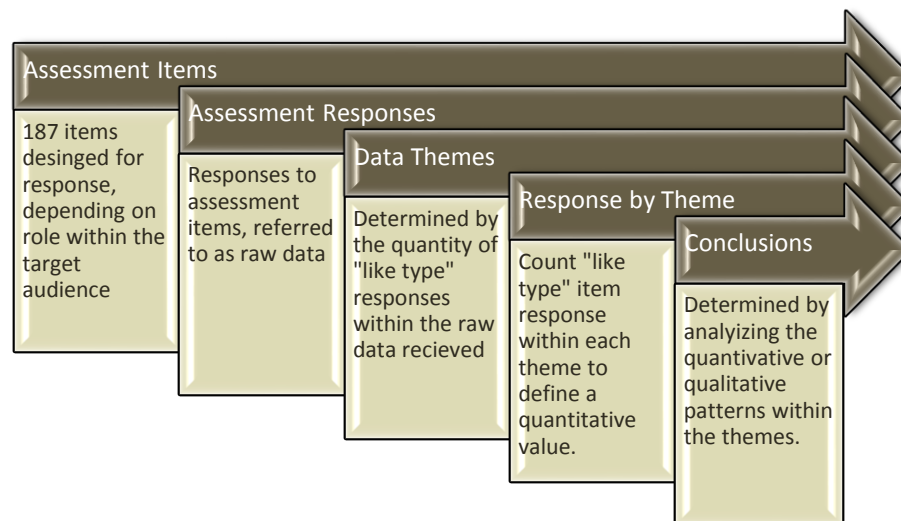 Assessment Items
187 items
desinged for
response,
depending on
role within the
target
audience
Assessment Responses
Responses to
assessment
items, referred
to as raw data
Data Themes
Determined by
the quantity of
"like type"
responses
within the raw
data recieved
Response by Theme
Count "like
type" item
response
within each
theme to
define a
quantitative
value.
Conclusions
Determined by
analyizing the
quantivative or
qualitative
patterns within
the themes.